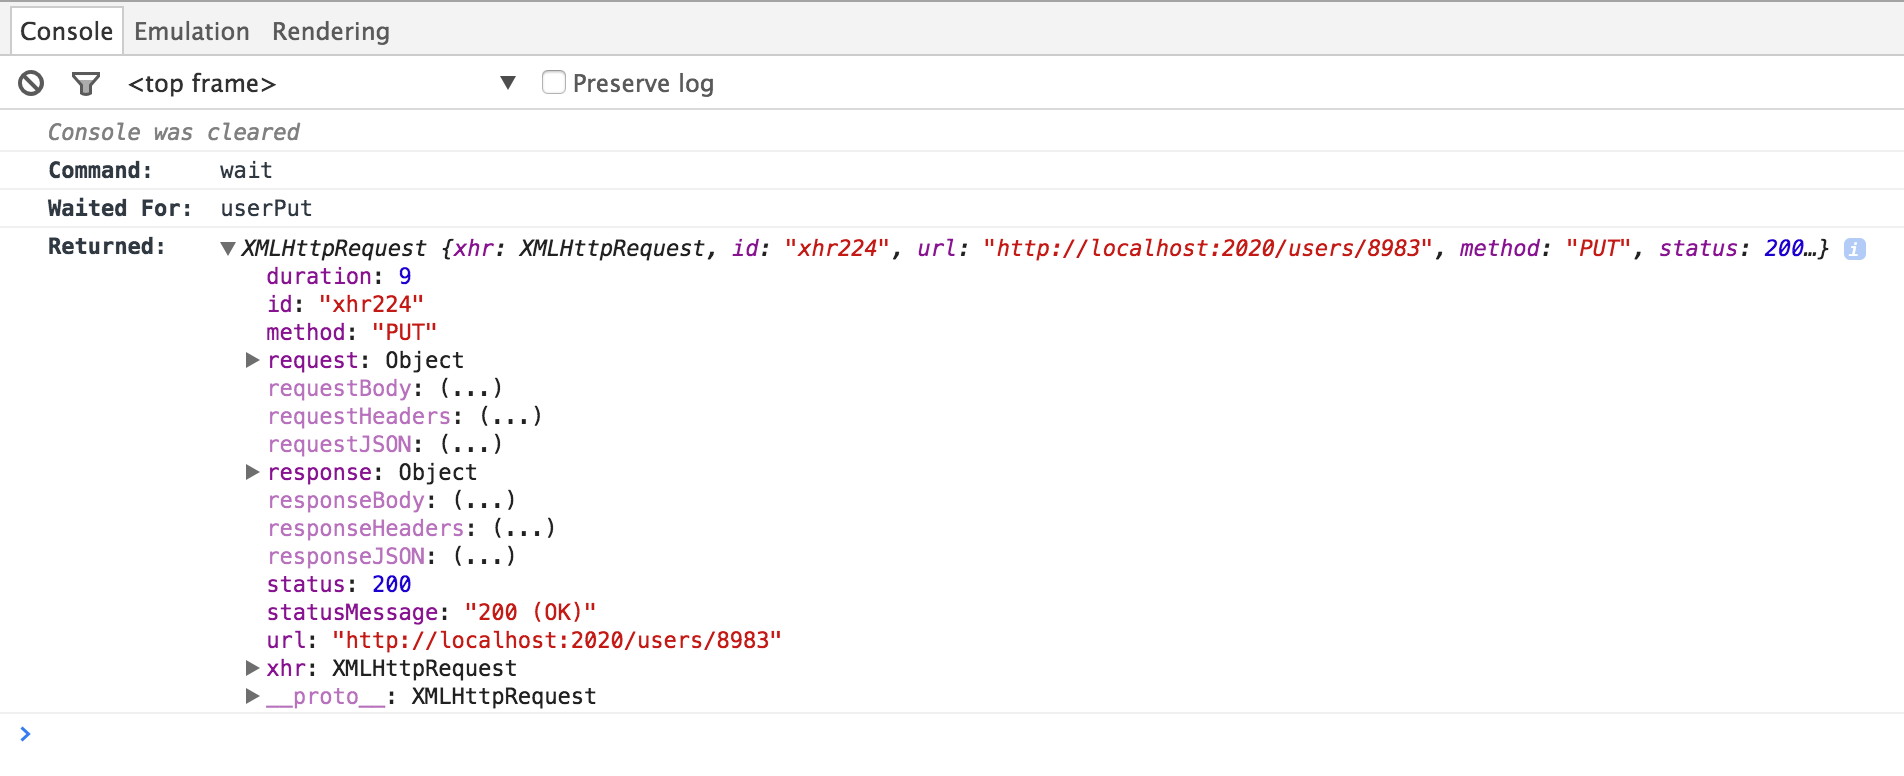 Console Emulation Rendering
<top frame> ▼ Preserve log
Console was cleared
Command: wait
Waited For: userPut
Returned: ▼XMLHttpRequest {xhr: XMLHttpRequest, id: "xhr224", url: "http://localhost:2020/users/8983", method: "PUT", status: 200…} i
duration: 9
id: "xhr224"
method: "PUT"
▶request: Object
requestBody: (...)
requestHeaders: (...)
requestJSON: (...)
▶response: Object
responseBody: (...)
responseHeaders: (...)
responseJSON: (...)
status: 200
statusMessage: "200 (OK)"
url: "http://localhost:2020/users/8983"
▶xhr: XMLHttpRequest
▶__proto__: XMLHttpRequest
>